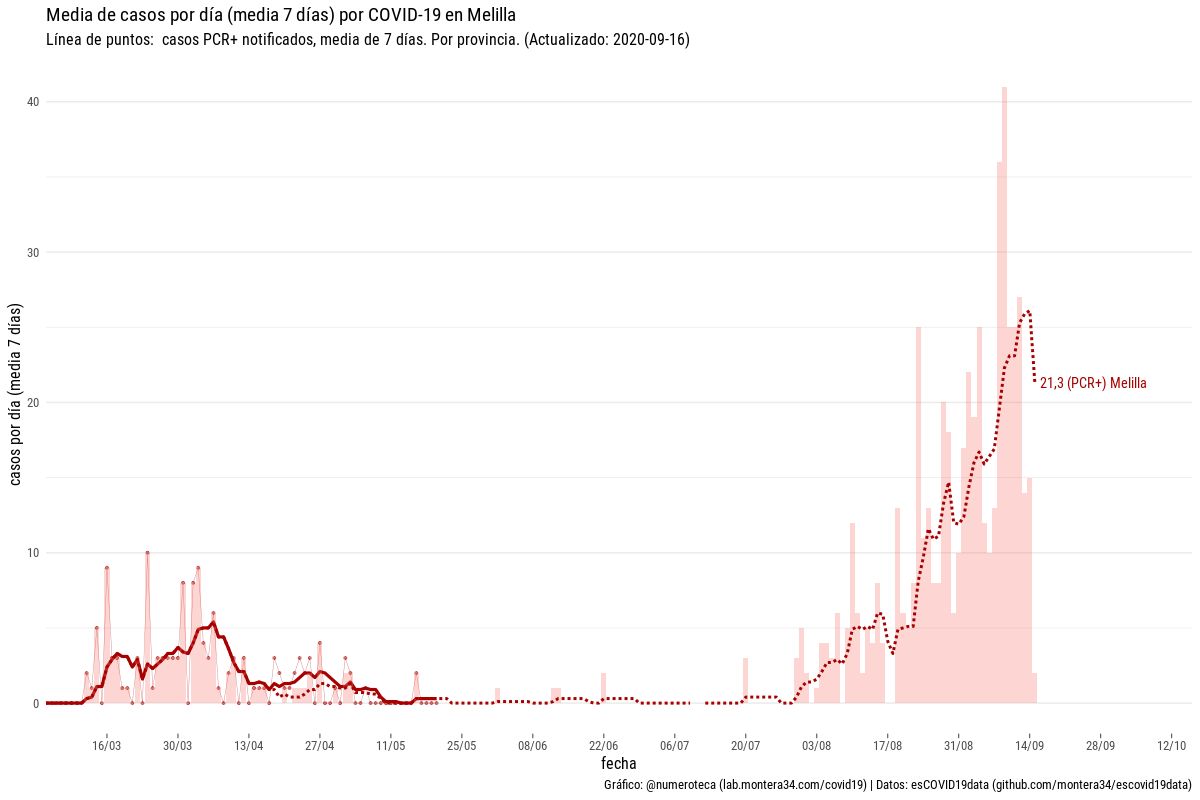 Media de casos por día (media 7 días) por COVID-19 en Melilla
Línea de puntos:  casos PCR+ notificados, media de 7 días. Por provincia. (Actualizado: 2020-09-16)
casos por día (media 7 días)
40
30
20
10
0
21,3 (PCR+) Melilla
16/03 30/03 13/04 27/04 11/05 25/05 08/06 22/06 06/07 20/07 03/08 17/08 31/08 14/09 28/09 12/10
fecha
Gráfico: @numeroteca (lab.montera34.com/covid19) | Datos: esCOVID19data (github.com/montera34/escovid19data)